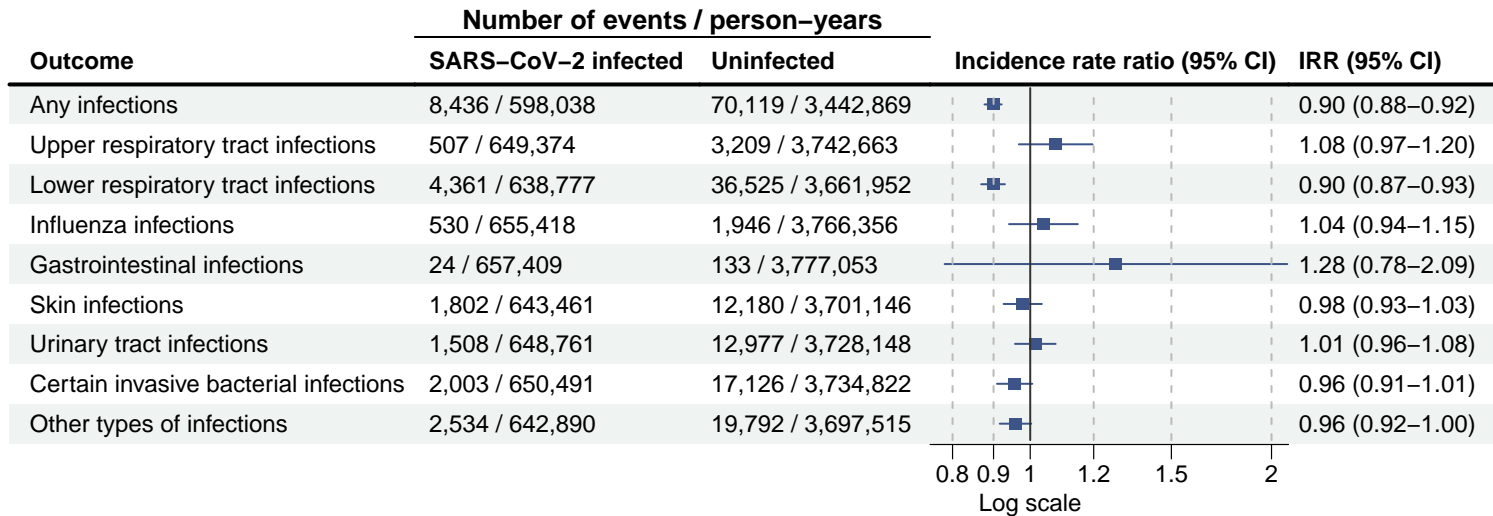 Number of events / person−years
Outcome SARS−CoV−2 infected Uninfected Incidence rate ratio (95% CI) IRR (95% CI)
Any infections 8,436 / 598,038 70,119 / 3,442,869 0.90 (0.88−0.92)
Upper respiratory tract infections 507 / 649,374 3,209 / 3,742,663 1.08 (0.97−1.20)
Lower respiratory tract infections 4,361 / 638,777 36,525 / 3,661,952 0.90 (0.87−0.93)
Influenza infections 530 / 655,418 1,946 / 3,766,356 1.04 (0.94−1.15)
Gastrointestinal infections 24 / 657,409 133 / 3,777,053 1.28 (0.78−2.09)
Skin infections 1,802 / 643,461 12,180 / 3,701,146 0.98 (0.93−1.03)
Urinary tract infections 1,508 / 648,761 12,977 / 3,728,148 1.01 (0.96−1.08)
Certain invasive bacterial infections 2,003 / 650,491 17,126 / 3,734,822 0.96 (0.91−1.01)
Other types of infections 2,534 / 642,890 19,792 / 3,697,515 0.96 (0.92−1.00)
0.8 0.9 1 1.2 1.5 2
Log scale